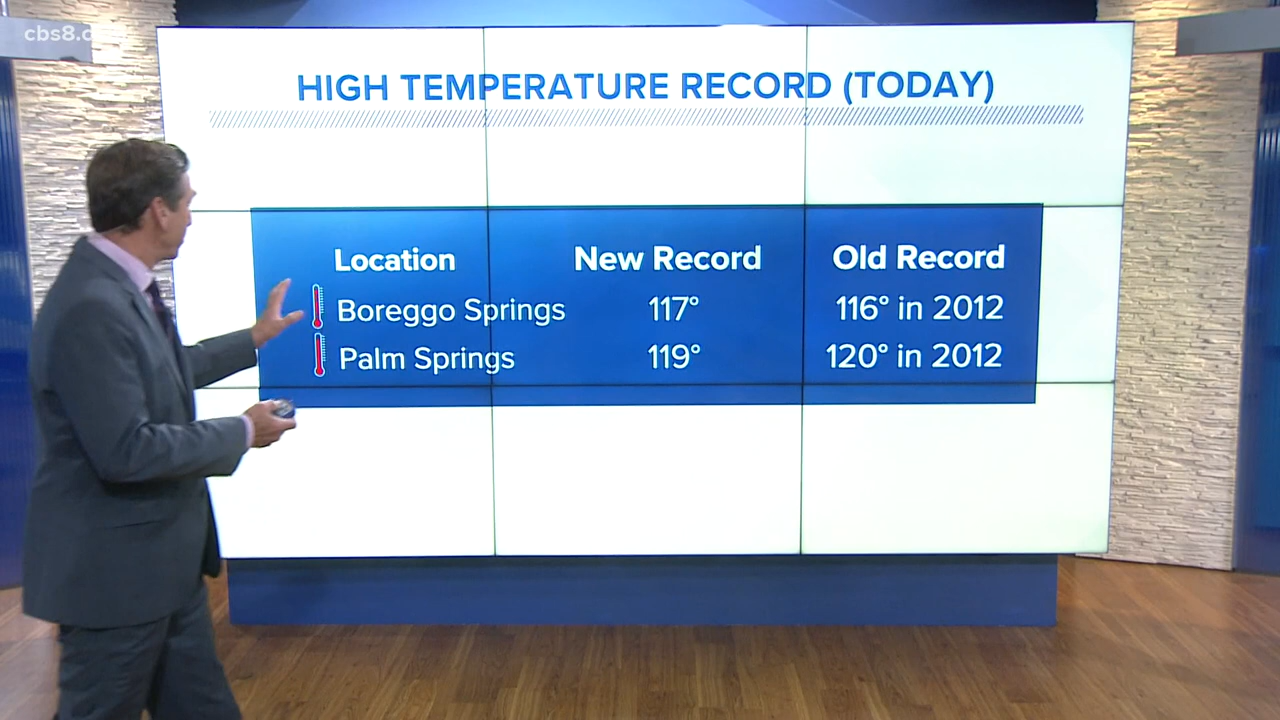 cbs8.c
HIGH TEMPERATURE RECORD (TODAY)
Location New Record Old Record
Boreggo Springs 117° 116° in 2012
Palm Springs 119° 120° in 2012